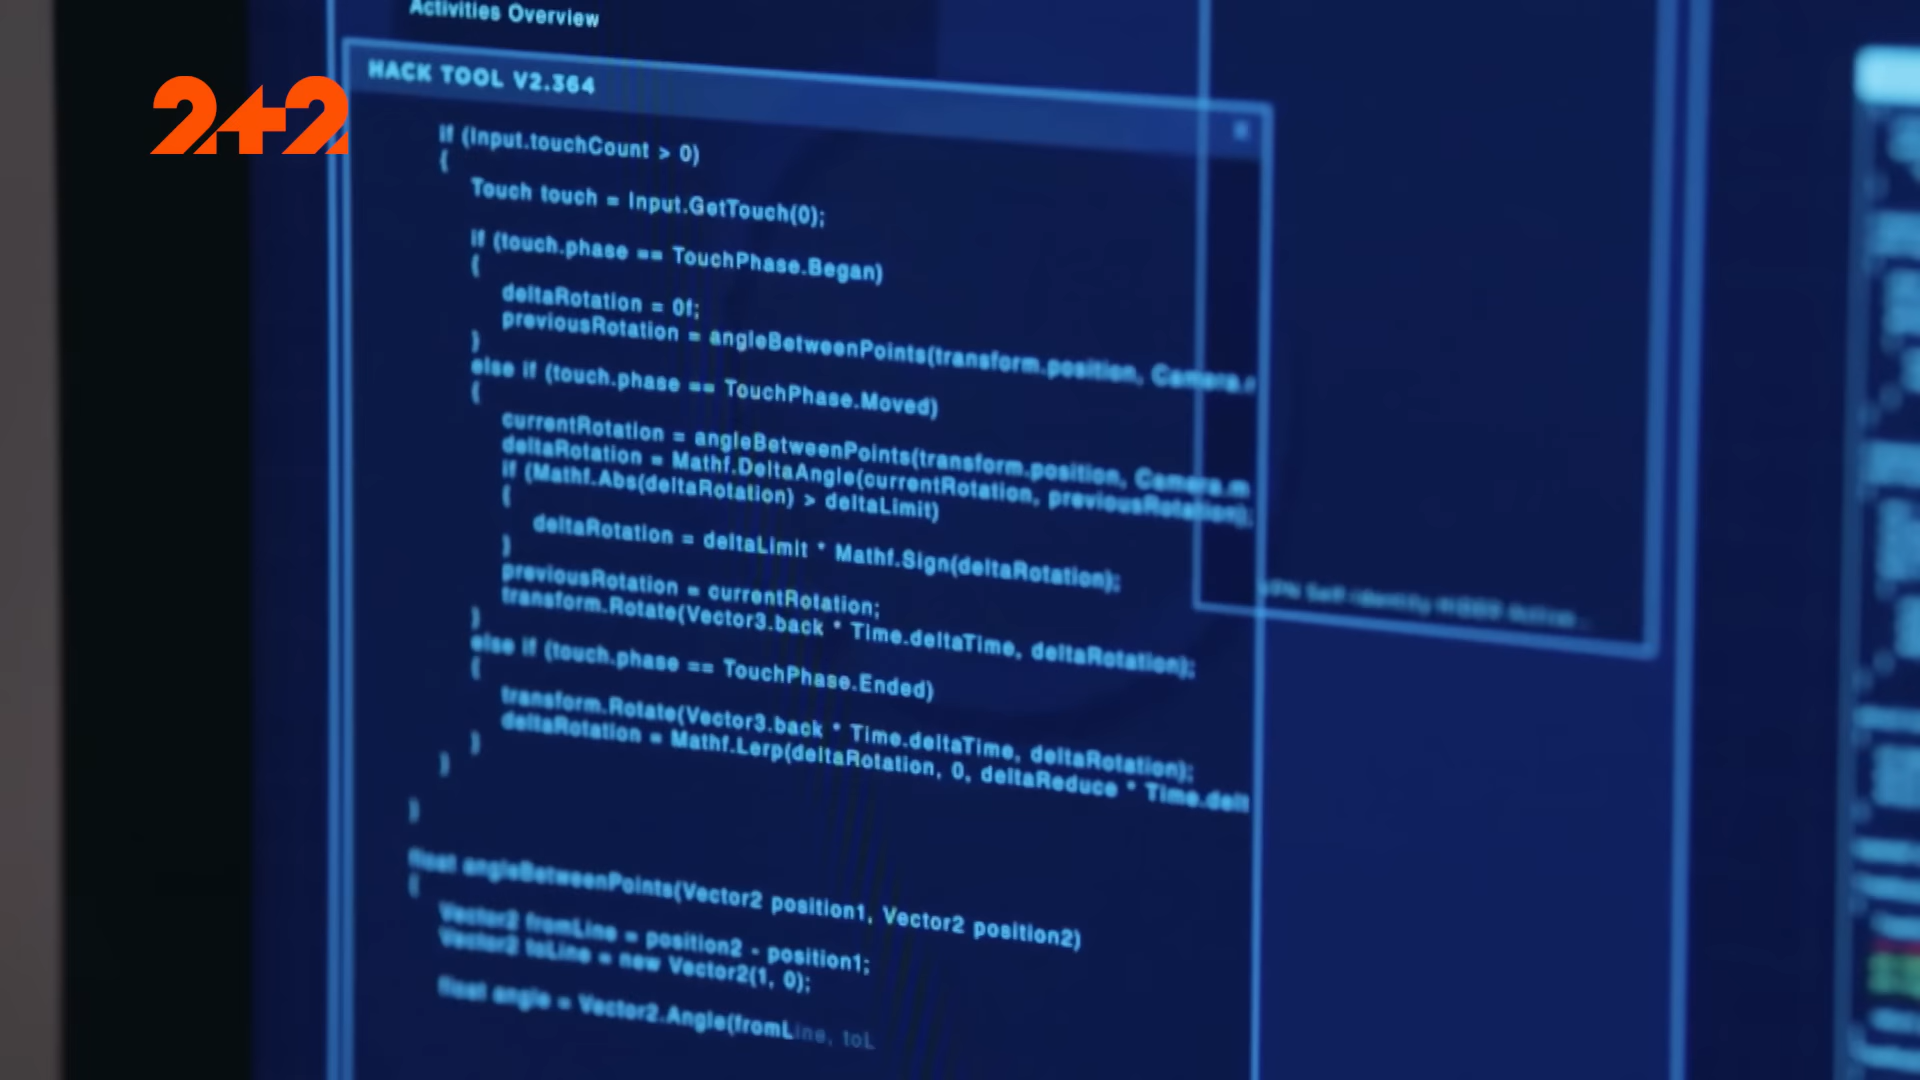 Activities Overview
2+2
HACK TOOL V2.364
if (Input.touchCount > 0)
{
Touch touch = Input.GetTouch(0);
if (touch.phase == TouchPhase.Began)
{
deltaRotation = 0f;
previousRotation = angleBetweenPoints(transform.position, Camera.
}
else if (touch.phase == TouchPhase.Moved)
{
currentRotation = angleBetweenPoints(transform.position, Camera.m
deltaRotation = Mathf.DeltaAngle(currentRotation, previousRotation);
if (Mathf.Abs(deltaRotation) > deltaLimit)
{
deltaRotation = deltaLimit * Mathf.Sign(deltaRotation);
}
previousRotation = currentRotation;
transform.Rotate(Vector3.back * Time.deltaTime, deltaRotation);
}
else if (touch.phase == TouchPhase.Ended)
{
transform.Rotate(Vector3.back * Time.deltaTime, deltaRotation);
deltaRotation = Mathf.Lerp(deltaRotation, 0, deltaReduce * Time.delt
}
}
}
float angleBetweenPoints(Vector2 position1, Vector2 position2)
{
Vector2 fromLine = position2 - position1;
Vector2 toLine = new Vector2(1, 0);
float angle = Vector2.Angle(fromLine, toL